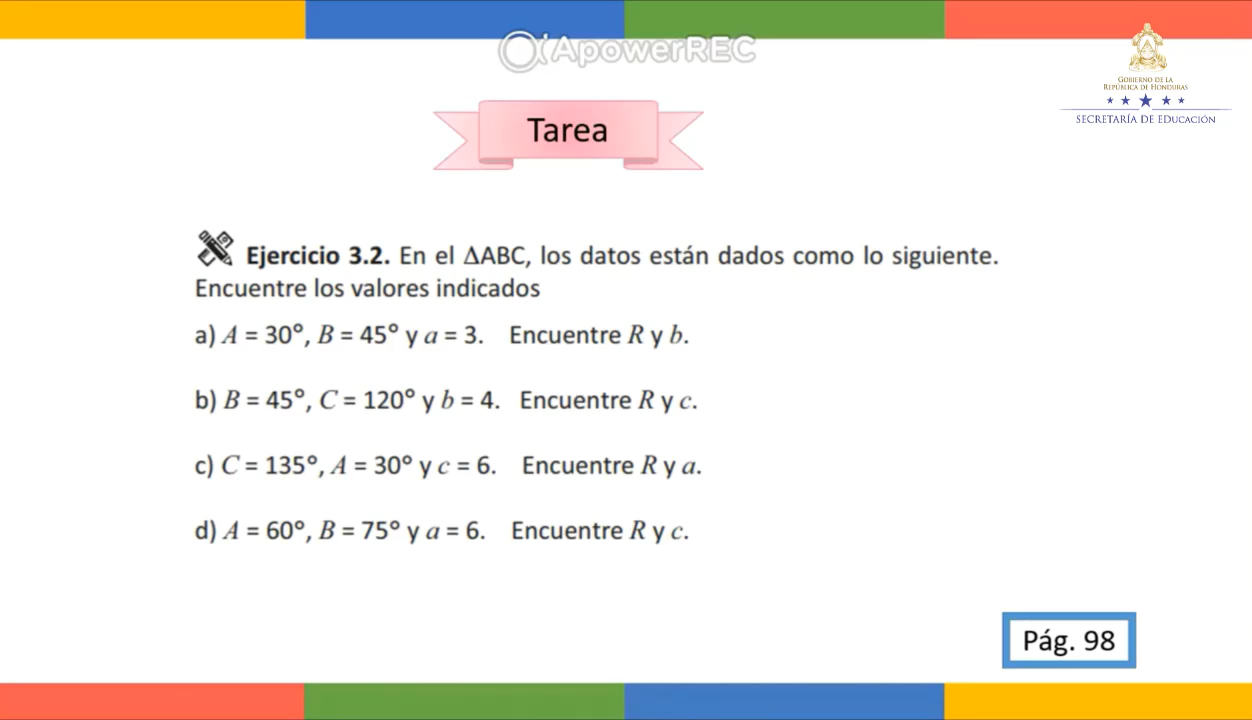 ApowerREC
GOBIERNO DE LA
REPÚBLICA DE HONDURAS
SECRETARÍA DE EDUCACIÓN
Tarea
Ejercicio 3.2. En el ΔABC, los datos están dados como lo siguiente.
Encuentre los valores indicados
a) A = 30°, B = 45° y a = 3. Encuentre R y b.
b) B = 45°, C = 120° y b = 4. Encuentre R y c.
c) C = 135°, A = 30° y c = 6. Encuentre R y a.
d) A = 60°, B = 75° y a = 6. Encuentre R y c.
Pág. 98